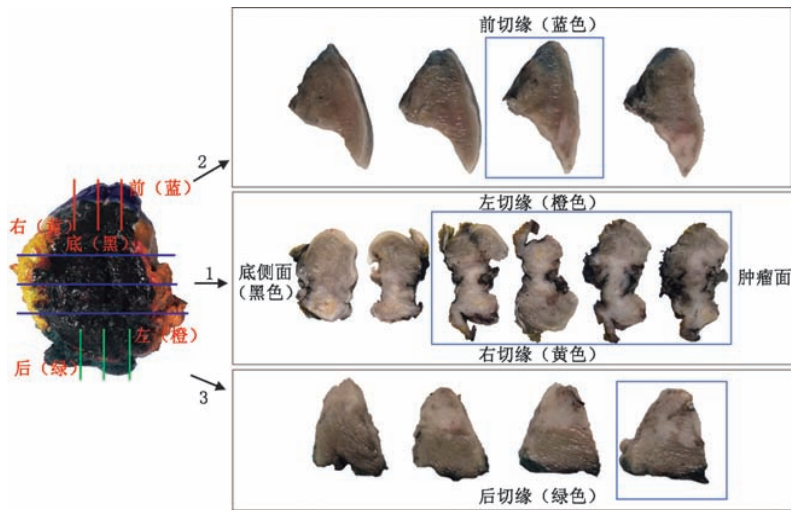 前切缘（蓝色）
2
前（蓝）
右（黄）
底（黑）
左切缘（橙色）
1
底侧面
（黑色）
肿瘤面
左（橙）
右切缘（黄色）
后（绿）
3
后切缘（绿色）